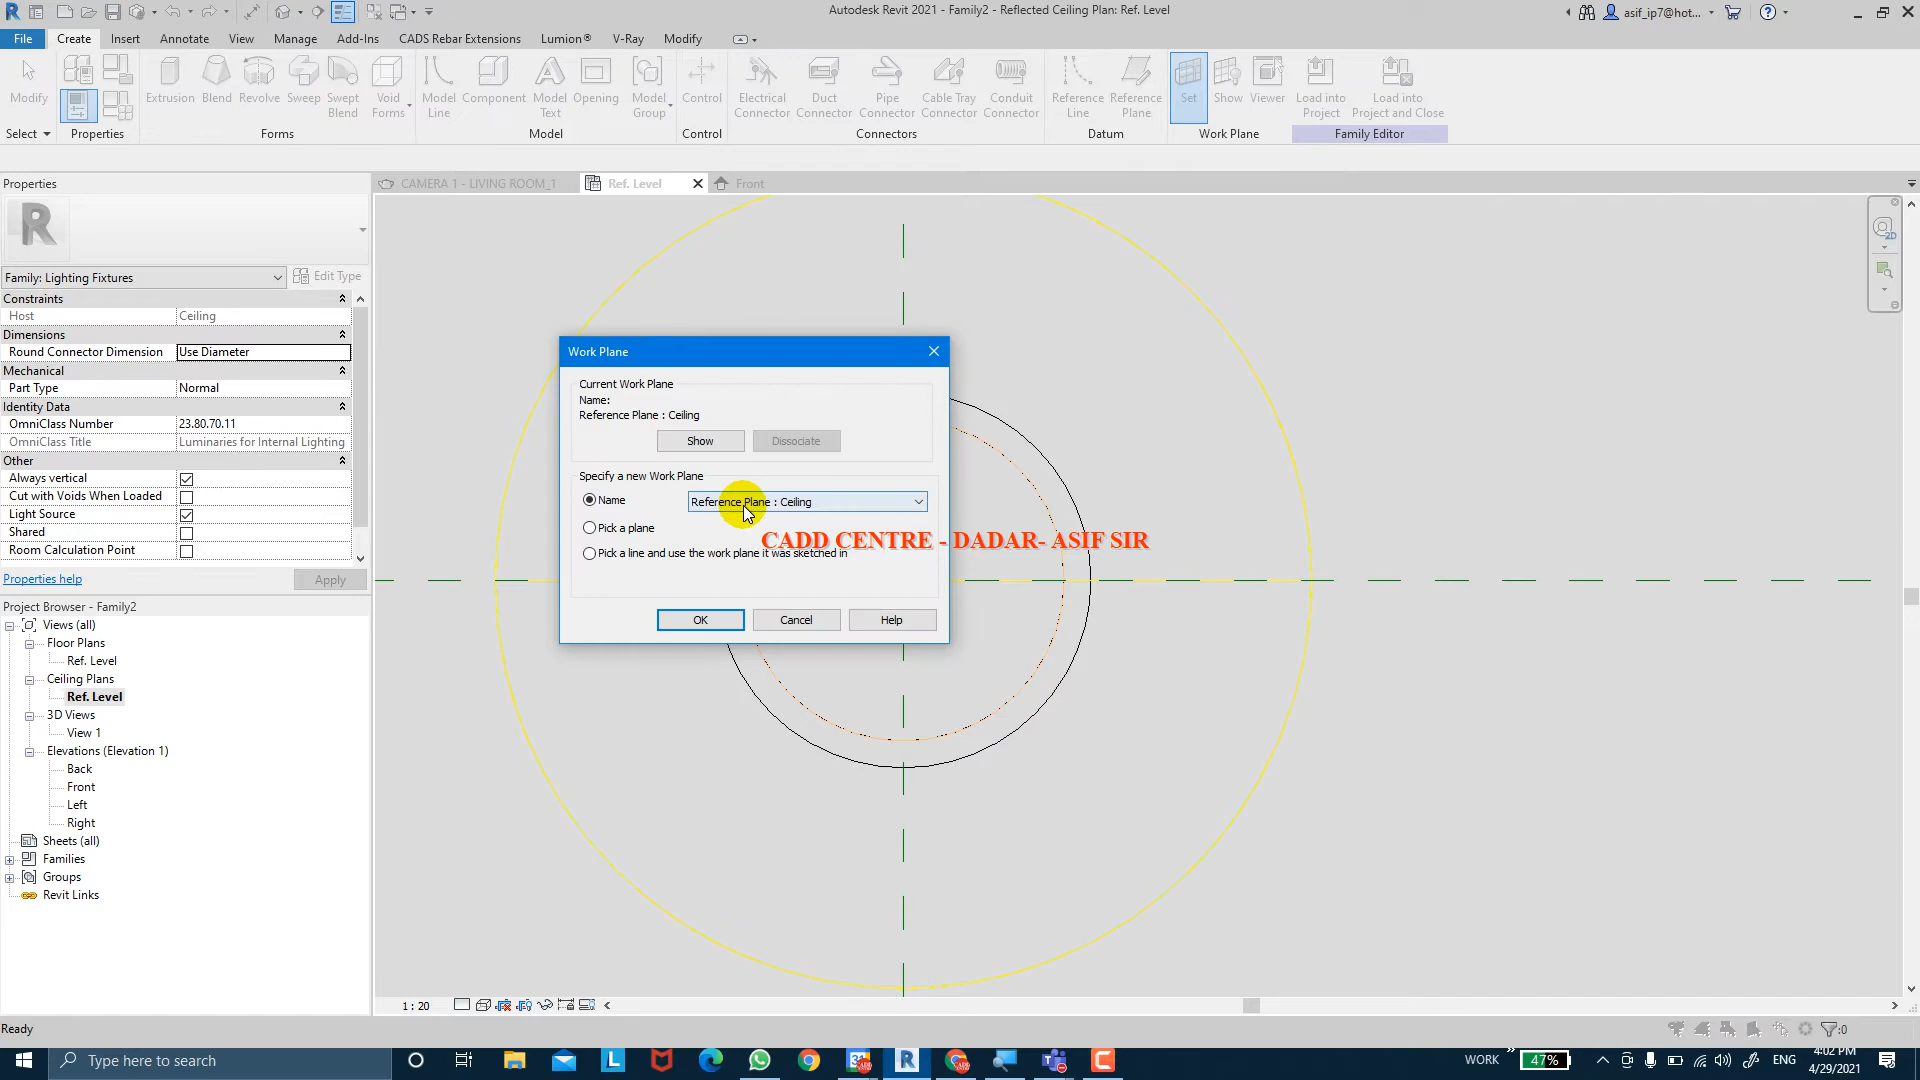 Autodesk Revit 2021 - Family2 - Reflected Ceiling Plan: Ref. Level
asif_ip7@hot...
File Create Insert Annotate View Manage Add-Ins CADS Rebar Extensions Lumion® V-Ray Modify
Modify
Extrusion Blend Revolve Sweep Swept Blend Void Forms
Model Line Component Model Text Opening Model Group
Control
Electrical Connector Duct Connector Pipe Connector Cable Tray Connector Conduit Connector
Reference Line Reference Plane
Set Show Viewer
Load into Project Load into Project and Close
Select Properties Forms Model Control Connectors Datum Work Plane Family Editor
Properties
CAMERA 1 - LIVING ROOM_1 Ref. Level Front
R
Family: Lighting Fixtures Edit Type
Constraints
Host Ceiling
Dimensions
Round Connector Dimension Use Diameter
Mechanical
Part Type Normal
Identity Data
OmniClass Number 23.80.70.11
OmniClass Title Luminaries for Internal Lighting
Other
Always vertical
Cut with Voids When Loaded
Light Source
Shared
Room Calculation Point
Properties help Apply
Project Browser - Family2
Views (all)
Floor Plans
Ref. Level
Ceiling Plans
Ref. Level
3D Views
View 1
Elevations (Elevation 1)
Back
Front
Left
Right
Sheets (all)
Families
Groups
Revit Links
Work Plane
Current Work Plane
Name:
Reference Plane : Ceiling
Show Dissociate
Specify a new Work Plane
Name Reference Plane : Ceiling
Pick a plane
CADD CENTRE - DADAR- ASIF SIR
Pick a line and use the work plane it was sketched in
OK Cancel Help
2D
1 : 20
Ready
:0
Type here to search
WORK
47%
ENG
4:02 PM
4/29/2021